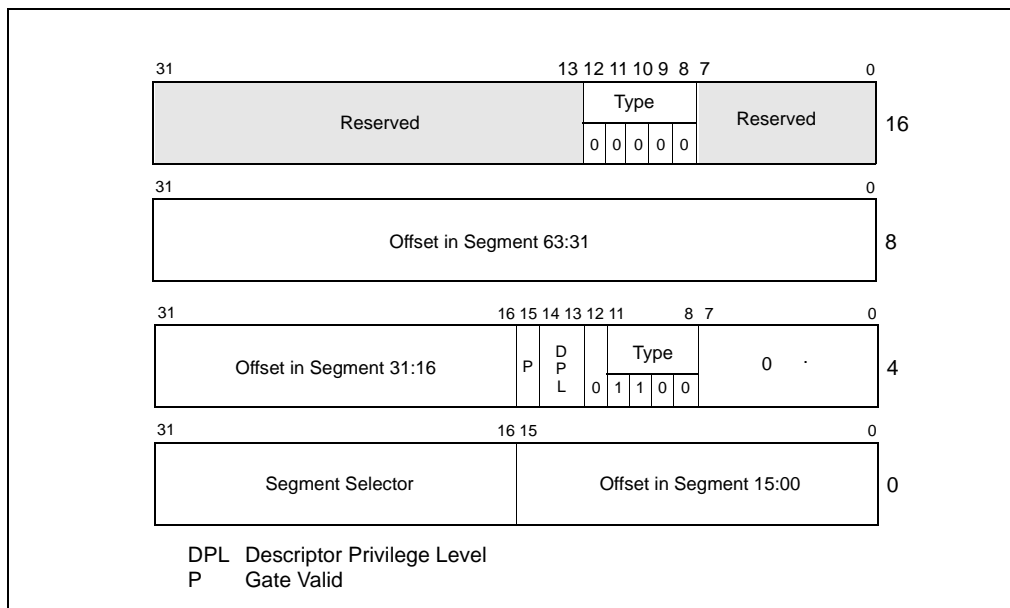 31 13 12 11 10 9 8 7 0
Type
Reserved Reserved 16
0 0 0 0 0
31 0
Offset in Segment 63:31 8
31 16 15 14 13 12 11 8 7 0
Offset in Segment 31:16 P D P L Type 0 . 4
0 1 1 0 0
31 16 15 0
Segment Selector Offset in Segment 15:00 0
DPL Descriptor Privilege Level
P Gate Valid